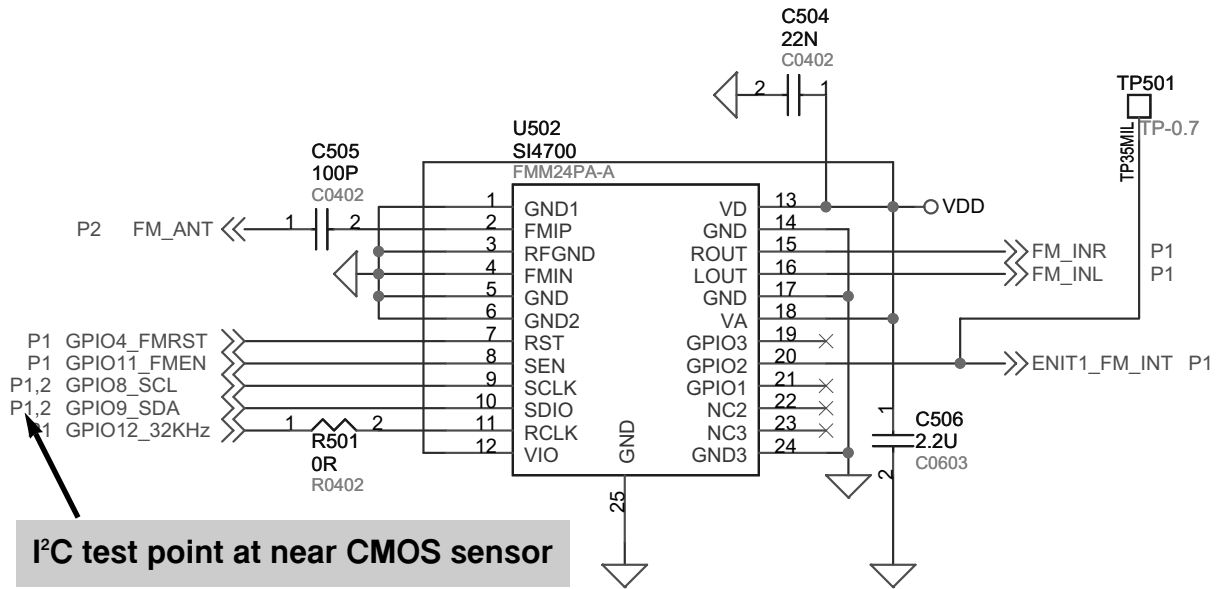 C504
22N
C0402
2 1
TP501
TP-0.7
TP35MIL
U502
SI4700
FMM24PA-A
C505
100P
C0402
P2 FM_ANT 1 2
1 GND1
2 FMIP
3 RFGND
4 FMIN
5 GND
6 GND2
7 RST
8 SEN
9 SCLK
10 SDIO
11 RCLK
12 VIO
VD 13
GND 14
ROUT 15
LOUT 16
GND 17
VA 18
GPIO3 19
GPIO2 20
GPIO1 21
NC2 22
NC3 23
GND3 24
GND
25
VDD
FM_INR P1
FM_INL P1
ENIT1_FM_INT P1
P1 GPIO4_FMRST
P1 GPIO11_FMEN
P1,2 GPIO8_SCL
P1,2 GPIO9_SDA
P1 GPIO12_32KHz
1 2
R501
0R
R0402
1
C506
2.2U
C0603
2
I²C test point at near CMOS sensor